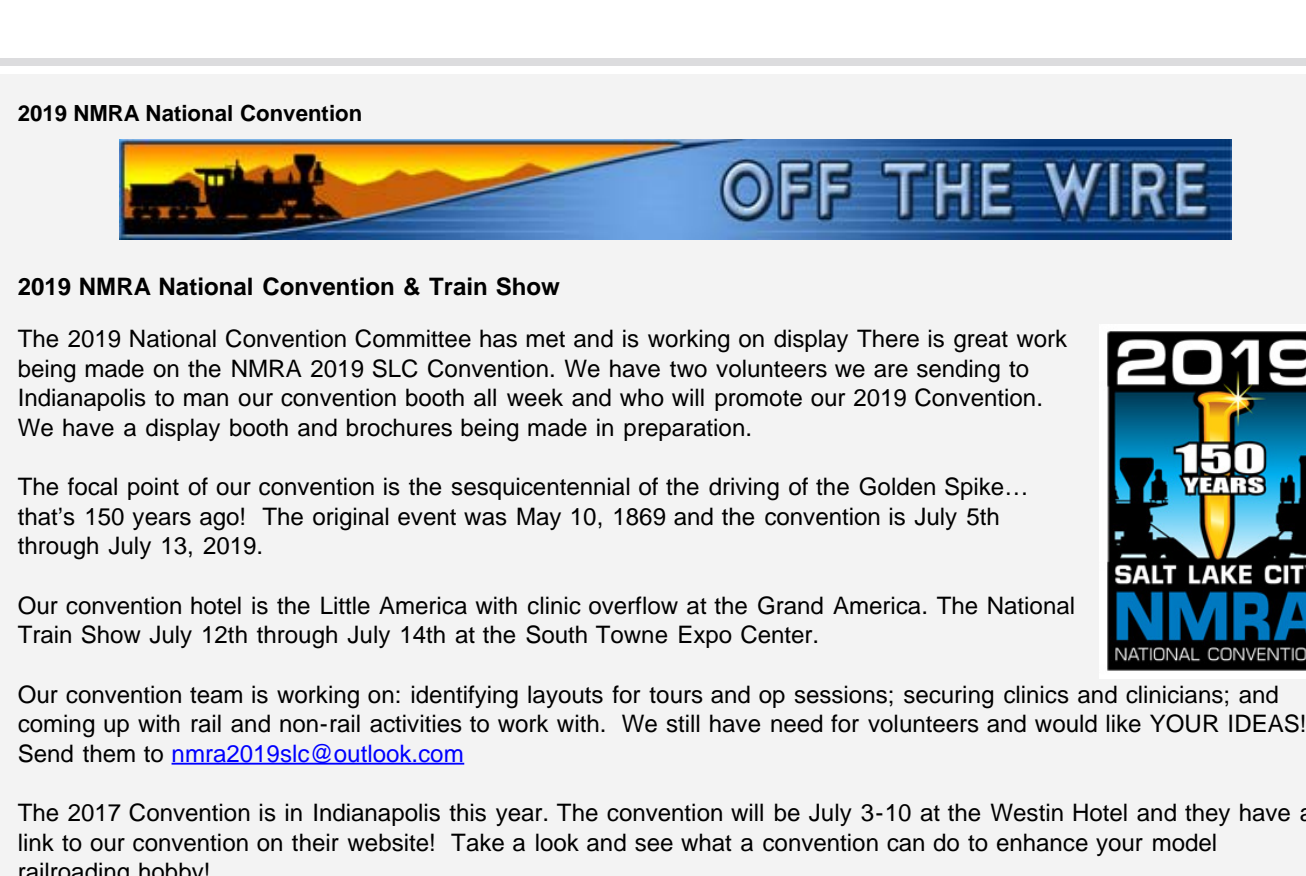 2019 NMRA National Convention
OFF THE WIRE
2019 NMRA National Convention & Train Show
The 2019 National Convention Committee has met and is working on display There is great work
being made on the NMRA 2019 SLC Convention. We have two volunteers we are sending to
Indianapolis to man our convention booth all week and who will promote our 2019 Convention.
We have a display booth and brochures being made in preparation.
The focal point of our convention is the sesquicentennial of the driving of the Golden Spike…
that's 150 years ago!  The original event was May 10, 1869 and the convention is July 5th
through July 13, 2019.
Our convention hotel is the Little America with clinic overflow at the Grand America. The National
Train Show July 12th through July 14th at the South Towne Expo Center.
2019
150
YEARS
SALT LAKE CIT
NMRA
NATIONAL CONVENTIO
Our convention team is working on: identifying layouts for tours and op sessions; securing clinics and clinicians; and
coming up with rail and non-rail activities to work with.  We still have need for volunteers and would like YOUR IDEAS!
Send them to nmra2019slc@outlook.com
The 2017 Convention is in Indianapolis this year. The convention will be July 3-10 at the Westin Hotel and they have a
link to our convention on their website!  Take a look and see what a convention can do to enhance your model
railroading hobby!